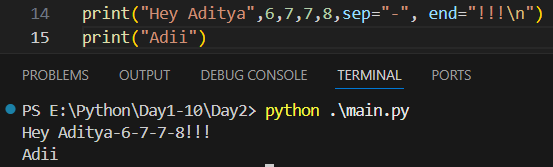 14 print("Hey Aditya",6,7,7,8,sep="-", end="!!!\n")
15 print("Adii")
PROBLEMS OUTPUT DEBUG CONSOLE TERMINAL PORTS
PS E:\Python\Day1-10\Day2> python .\main.py
Hey Aditya-6-7-7-8!!!
Adii